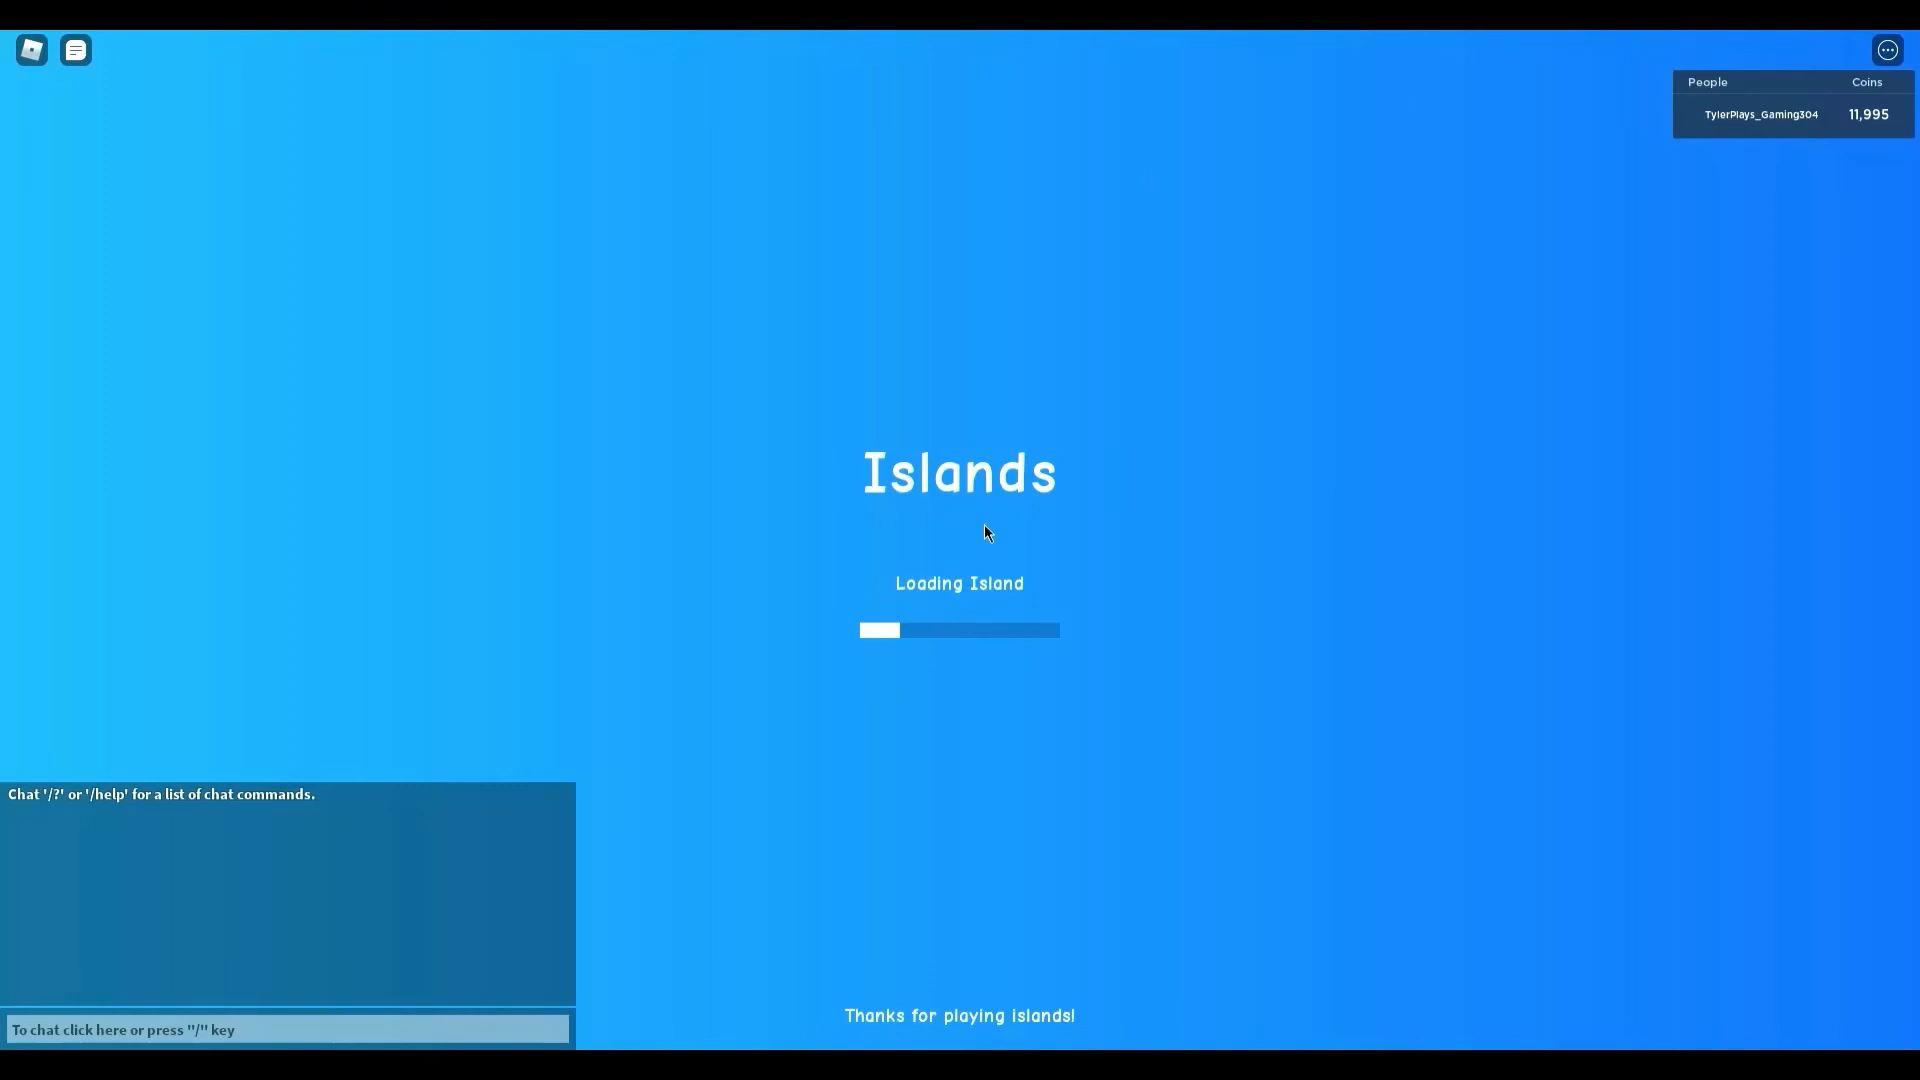 People Coins
TylerPlays_Gaming304 11,995
Islands
Loading Island
Chat '/?' or '/help' for a list of chat commands.
Thanks for playing islands!
To chat click here or press "/" key